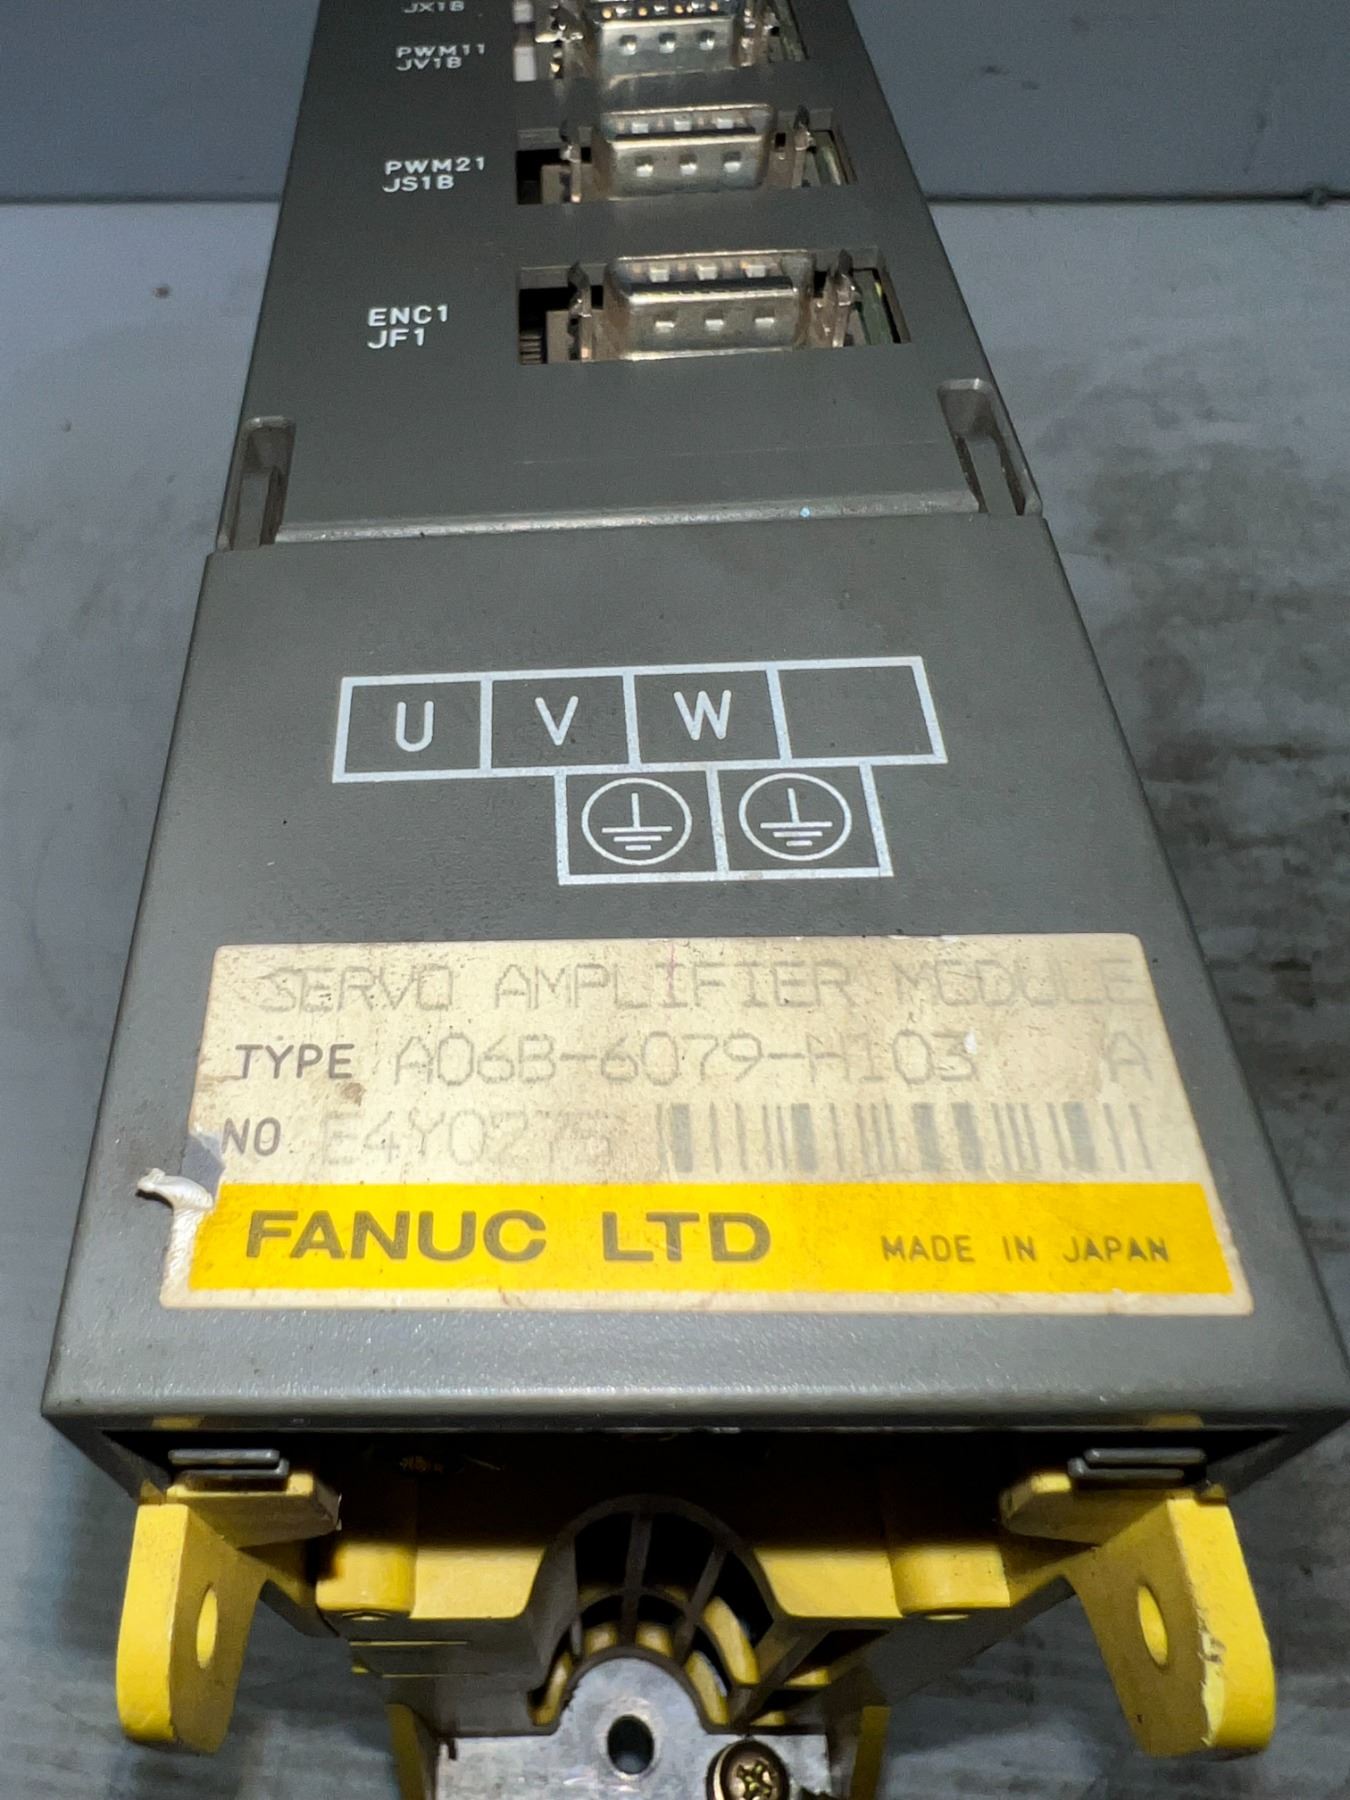 JX1B
PWM11
JV1B
PWM21
JS1B
ENC1
JF1
U V W
SERVO AMPLIFIER MODULE
TYPE A06B-6079-H103 A
NO E4Y0275
FANUC LTD MADE IN JAPAN